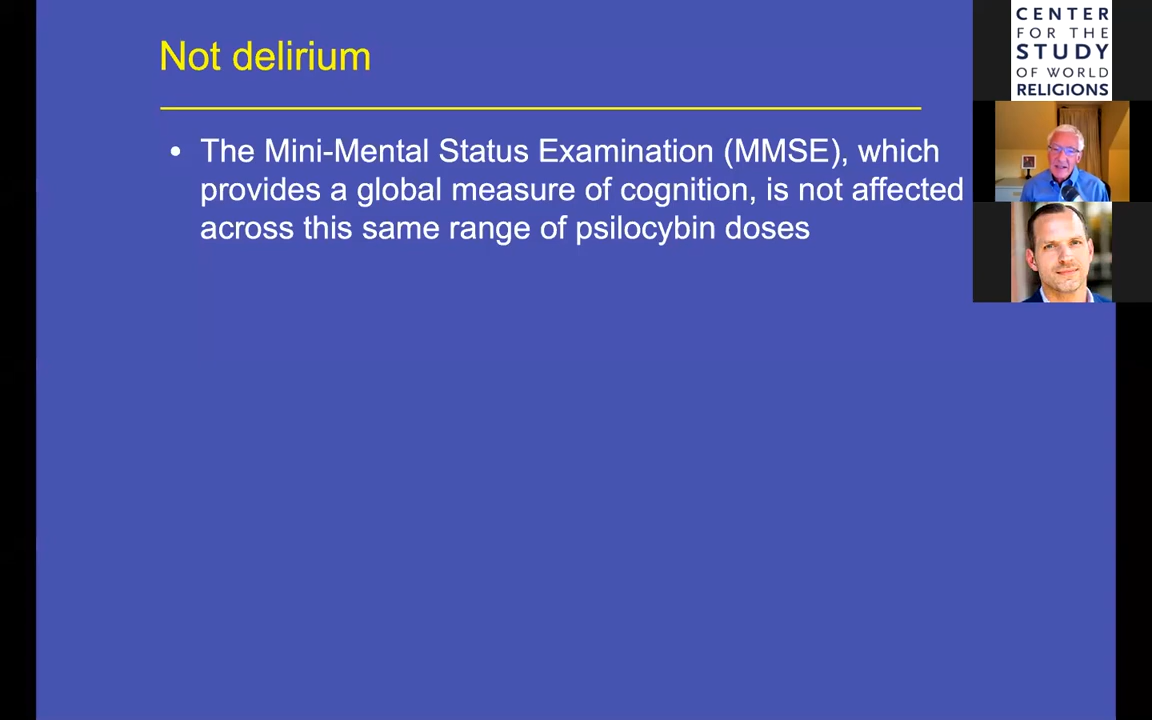 Not delirium
• The Mini-Mental Status Examination (MMSE), which
provides a global measure of cognition, is not affected
across this same range of psilocybin doses
CENTER
FOR THE
STUDY
OF WORLD
RELIGIONS